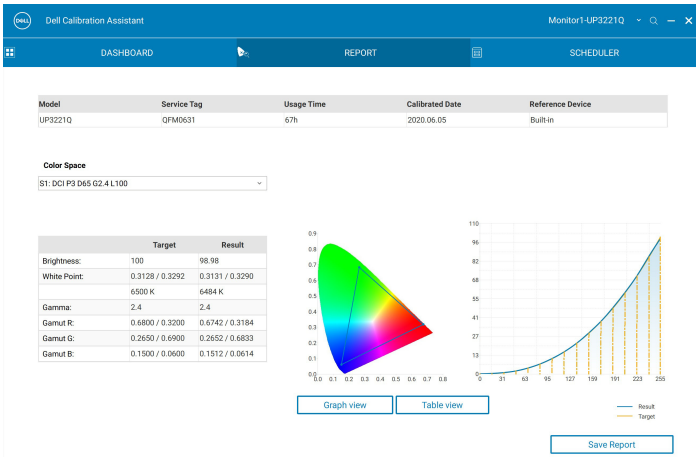 DELL Dell Calibration Assistant Monitor1-UP3221Q
DASHBOARD REPORT SCHEDULER
Model Service Tag Usage Time Calibrated Date Reference Device
UP3221Q QFM0631 67h 2020.06.05 Built-in
Color Space
S1: DCI P3 D65 G2.4 L100
Target Result
Brightness: 100 98.98
White Point: 0.3128 / 0.3292 0.3131 / 0.3290
6500 K 6484 K
Gamma: 2.4 2.4
Gamut R: 0.6800 / 0.3200 0.6742 / 0.3184
Gamut G: 0.2650 / 0.6900 0.2652 / 0.6833
Gamut B: 0.1500 / 0.0600 0.1512 / 0.0614
0.9
0.8
0.7
0.6
0.5
0.4
0.3
0.2
0.1
0.0
0.0 0.1 0.2 0.3 0.4 0.5 0.6 0.7 0.8
110
96
82
68
55
41
27
13
0
0 31 63 95 127 159 191 223 255
Graph view Table view
Result
Target
Save Report